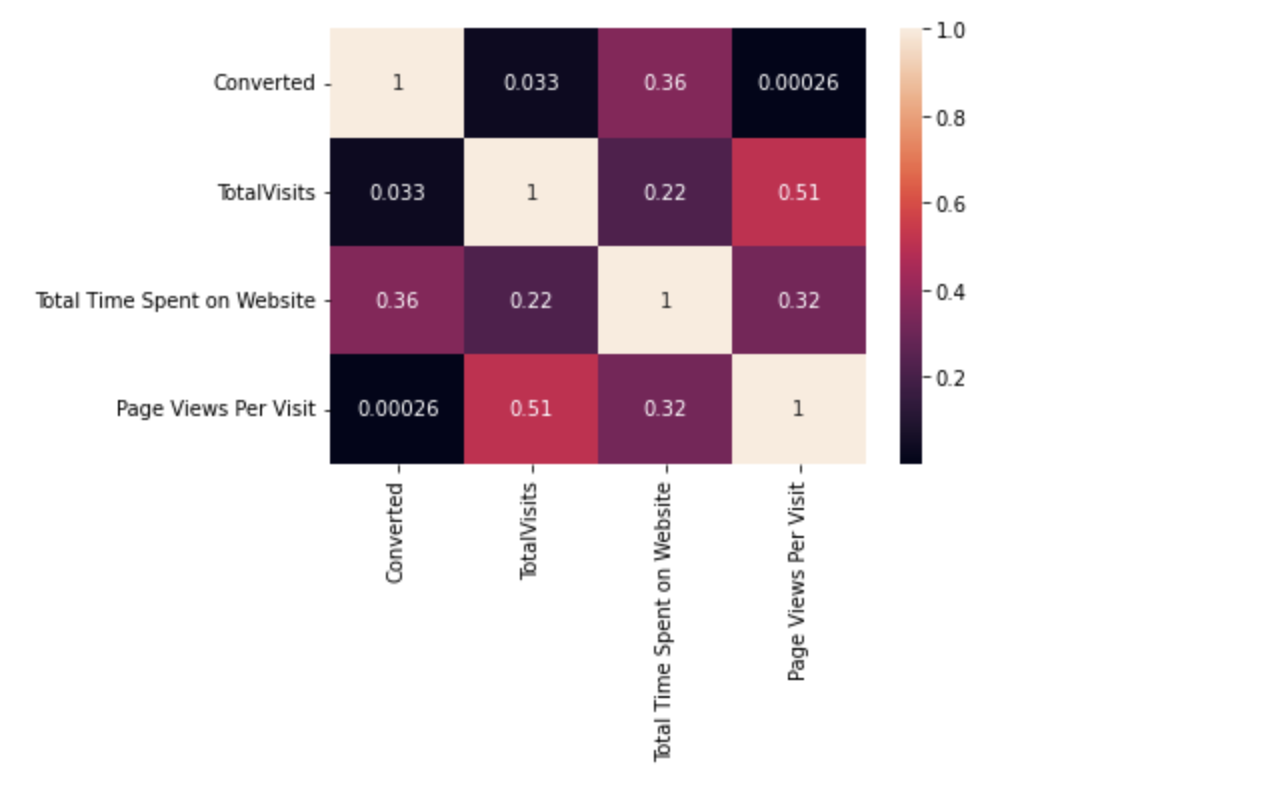 1.0
Converted
1
0.033
0.36
0.00026
0.8
TotalVisits
0.033
1
0.22
0.51
0.6
Total Time Spent on Website
0.36
0.22
1
0.32
0.4
Page Views Per Visit
0.00026
0.51
0.32
1
0.2
Converted
TotalVisits
Total Time Spent on Website
Page Views Per Visit